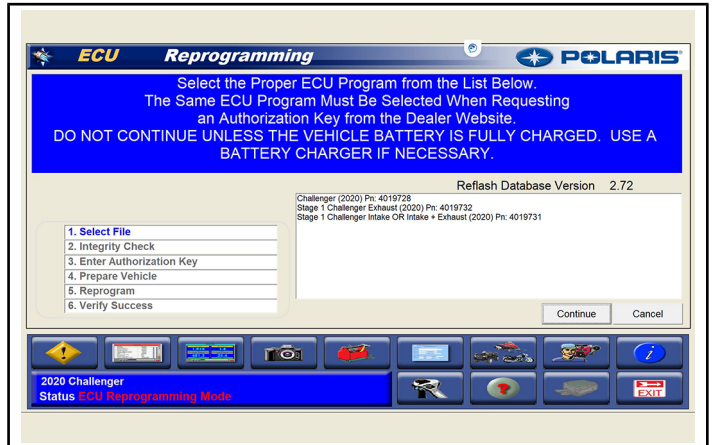 ECU Reprogramming
POLARIS
Select the Proper ECU Program from the List Below.
The Same ECU Program Must Be Selected When Requesting
an Authorization Key from the Dealer Website.
DO NOT CONTINUE UNLESS THE VEHICLE BATTERY IS FULLY CHARGED. USE A
BATTERY CHARGER IF NECESSARY.
Reflash Database Version 2.72
Challenger (2020) Pn: 4019728
Stage 1 Challenger Exhaust (2020) Pn: 4019732
Stage 1 Challenger Intake OR Intake + Exhaust (2020) Pn: 4019731
1. Select File
2. Integrity Check
3. Enter Authorization Key
4. Prepare Vehicle
5. Reprogram
6. Verify Success
Continue Cancel
2020 Challenger
Status ECU Reprogramming Mode
EXIT